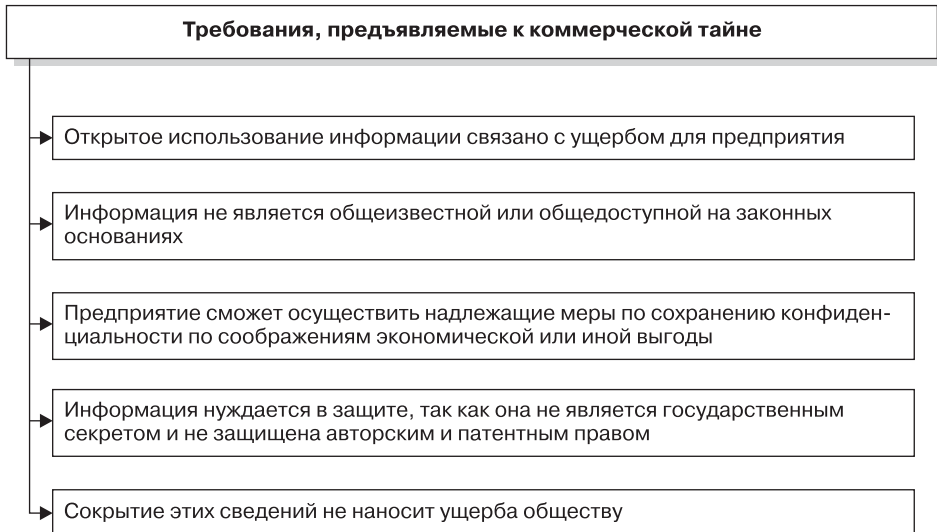 Требования, предъявляемые к коммерческой тайне
Открытое использование информации связано с ущербом для предприятия
Информация не является общеизвестной или общедоступной на законных
основаниях
Предприятие сможет осуществить надлежащие меры по сохранению конфиден-
циальности по соображениям экономической или иной выгоды
Информация нуждается в защите, так как она не является государственным
секретом и не защищена авторским и патентным правом
Сокрытие этих сведений не наносит ущерба обществу